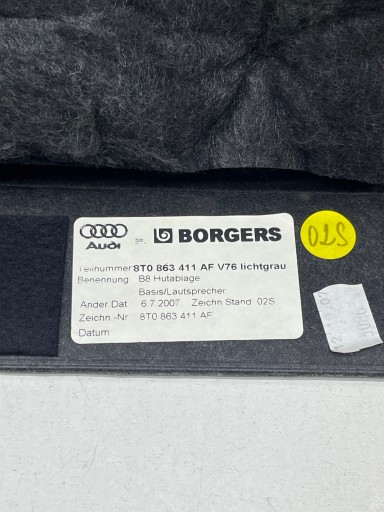 Audi BORGERS
Teilnummer 8T0 863 411 AF V76 lichtgrau
Benennung B8 Hutablage
Basis/Lautsprecher
Änder Dat 6.7.2007 Zeichn Stand 02S
Zeichn.-Nr. 8T0 863 411 AF
Datum
02S